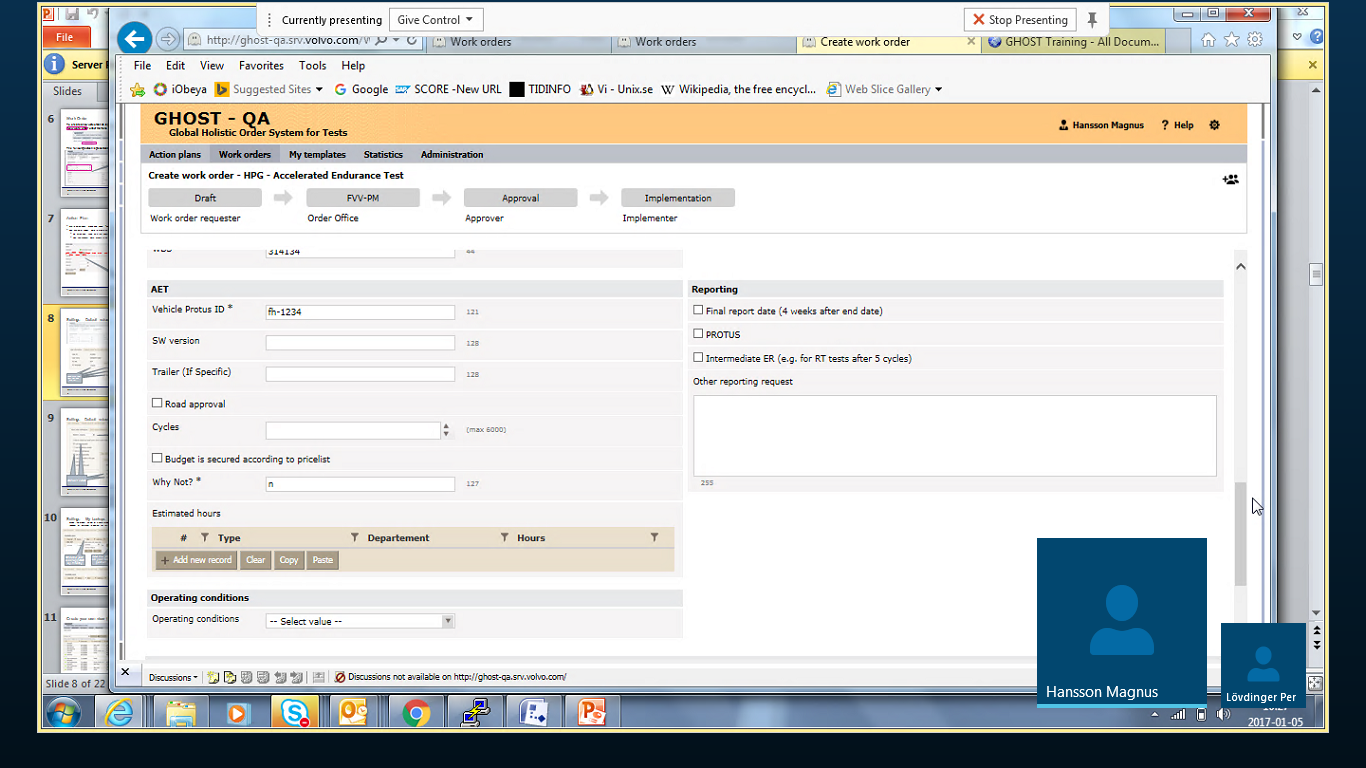 Currently presenting
Give Control
Stop Presenting
File
http://ghost-qa.srv.volvo.com/
Work orders
Work orders
Create work order
GHOST Training - All Docum...
Server
File Edit View Favorites Tools Help
iObeya
Suggested Sites
Google
SCORE -New URL
TIDINFO
Vi - Unix.se
Wikipedia, the free encycl...
Web Slice Gallery
Slides
GHOST - QA
Global Holistic Order System for Tests
Hansson Magnus
? Help
Action plans
Work orders
My templates
Statistics
Administration
Create work order - HPG - Accelerated Endurance Test
Draft
FVV-PM
Approval
Implementation
Work order requester
Order Office
Approver
Implementer
WBS
314134
44
AET
Vehicle Protus ID *
fh-1234
121
SW version
128
Trailer (If Specific)
128
Road approval
Cycles
(max 6000)
Budget is secured according to pricelist
Why Not? *
n
127
Estimated hours
#
Type
Departement
Hours
+ Add new record
Clear
Copy
Paste
Operating conditions
Operating conditions
-- Select value --
Reporting
Final report date (4 weeks after end date)
PROTUS
Intermediate ER (e.g. for RT tests after 5 cycles)
Other reporting request
255
6
7
8
9
10
11
Slide 8 of 22
Discussions
Discussions not available on http://ghost-qa.srv.volvo.com/
Hansson Magnus
Lövdinger Per
2017-01-05